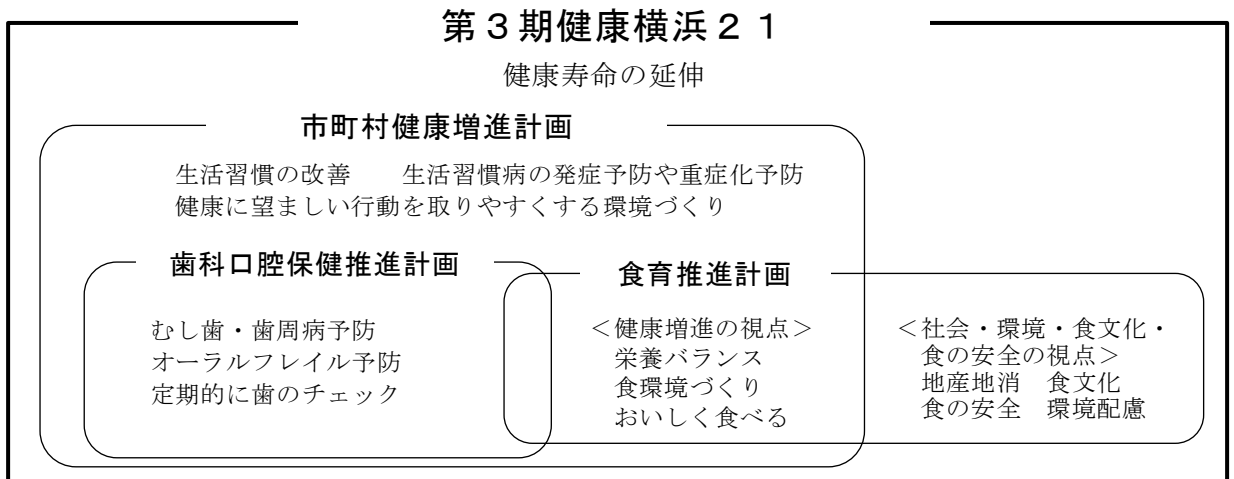 第３期健康横浜２１
健康寿命の延伸
市町村健康増進計画
生活習慣の改善　　生活習慣病の発症予防や重症化予防
健康に望ましい行動を取りやすくする環境づくり
歯科口腔保健推進計画
むし歯・歯周病予防
オーラルフレイル予防
定期的に歯のチェック
食育推進計画
＜健康増進の視点＞
栄養バランス
食環境づくり
おいしく食べる
＜社会・環境・食文化・
食の安全の視点＞
地産地消　食文化
食の安全　環境配慮